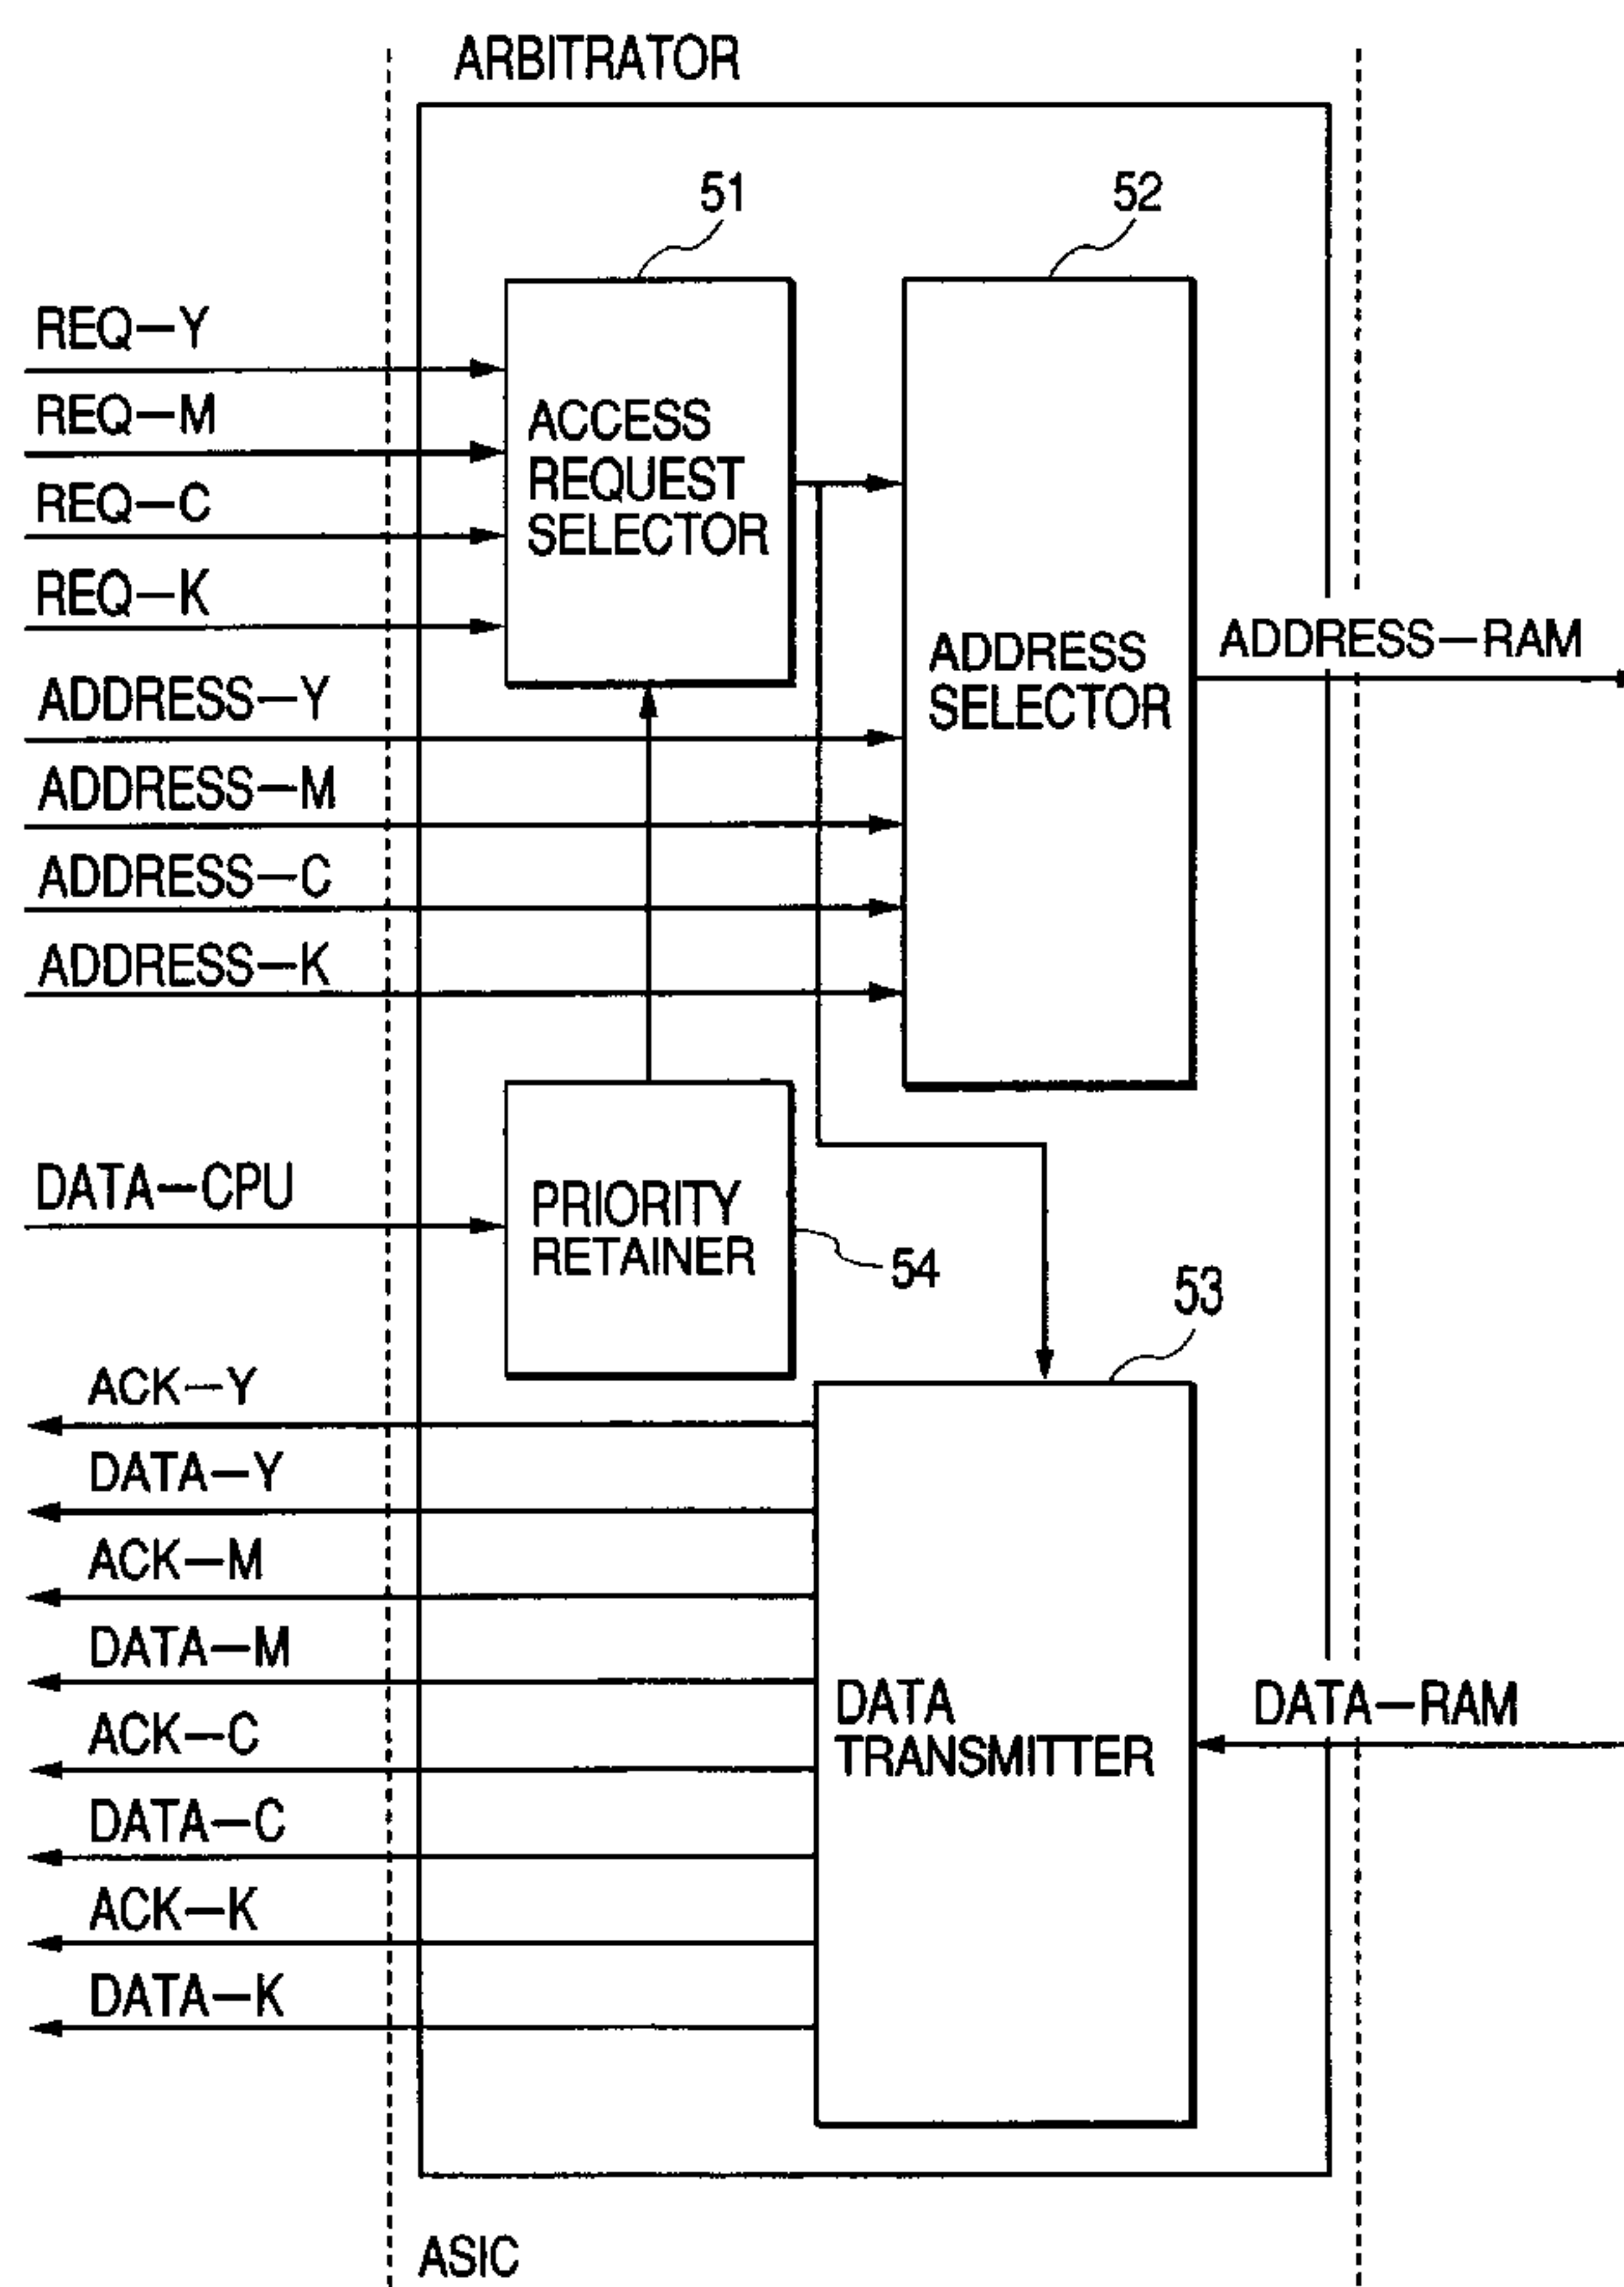 ARBITRATOR
51
52
REQ—Y
REQ—M
REQ—C
REQ—K
ACCESS
REQUEST
SELECTOR
ADDRESS
SELECTOR
ADDRESS—RAM
ADDRESS—Y
ADDRESS—M
ADDRESS—C
ADDRESS—K
DATA—CPU
PRIORITY
RETAINER
54
53
ACK—Y
DATA—Y
ACK—M
DATA—M
ACK—C
DATA—C
ACK—K
DATA—K
DATA
TRANSMITTER
DATA—RAM
ASIC